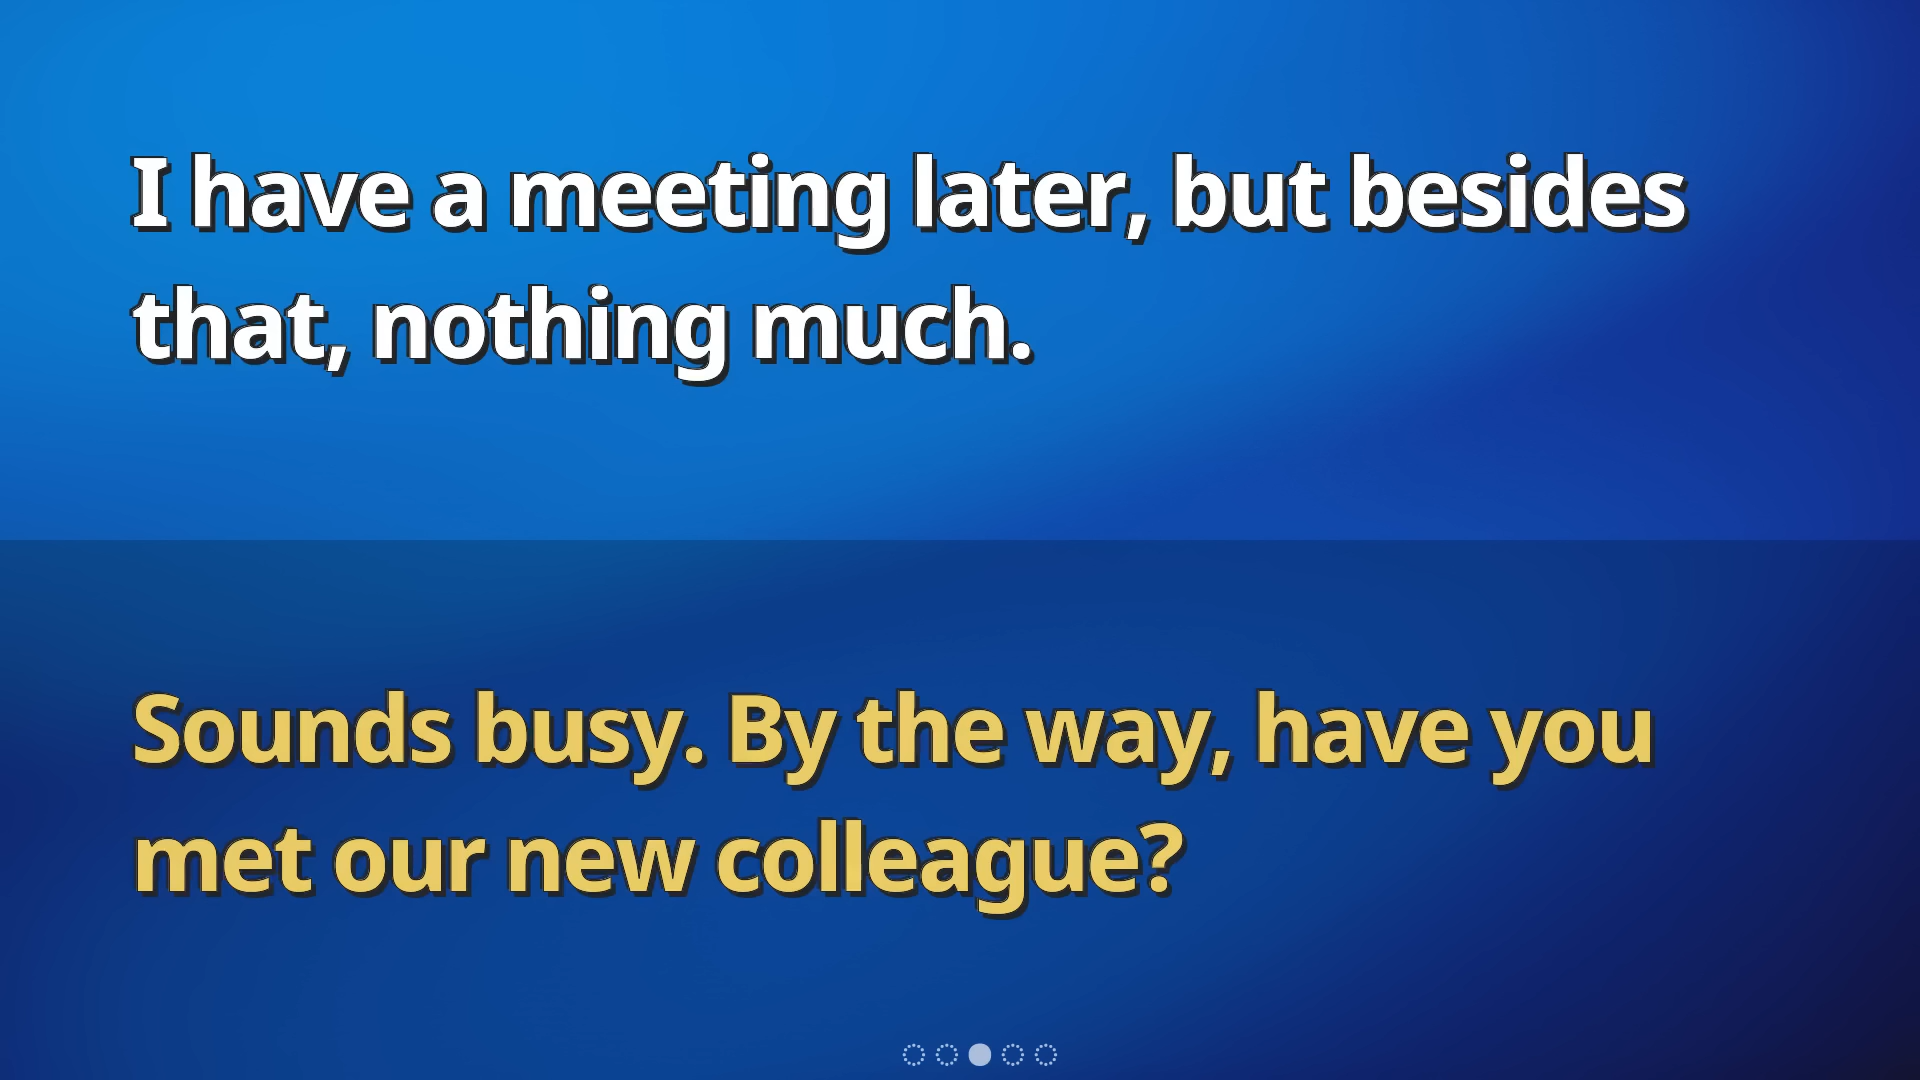 I have a meeting later, but besides
that, nothing much.
Sounds busy. By the way, have you
met our new colleague?